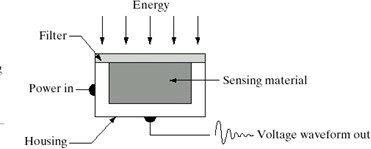 Energy
Filter
Sensing material
Power in
Housing
Voltage waveform out